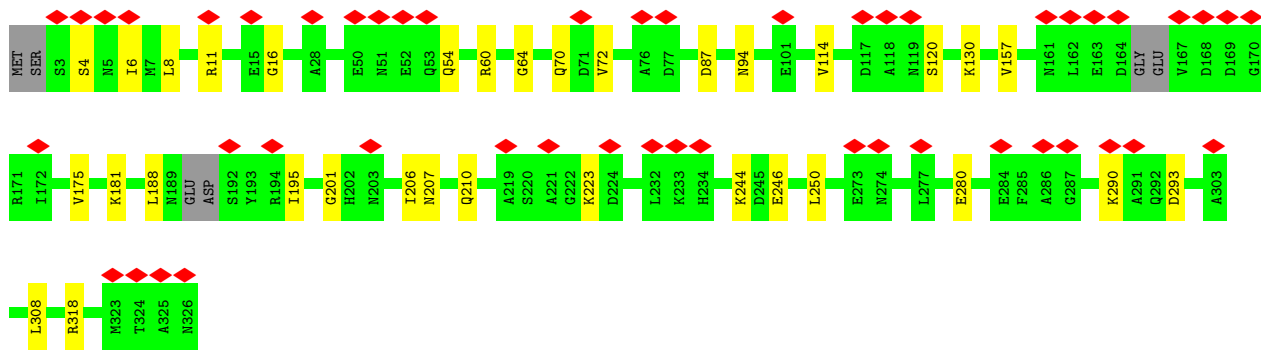 MET SER S3 S4 N5 I6 M7 L8 R11 E15 G16 A28 E50 N51 E52 Q53 Q54 R60 G64 Q70 D71 V72 A76 D77 D87 N94 E101 V114 D117 A118 N119 S120 K130 V157 N161 L162 E163 D164 GLY GLU V167 D168 D169 G170
R171 I172 V175 K181 L188 N189 GLU ASP S192 Y193 R194 I195 G201 H202 N203 I206 N207 Q210 A219 S220 A221 G222 K223 D224 L232 K233 H234 K244 D245 E246 L250 E273 N274 L277 E280 E284 F285 A286 G287 K290 A291 Q292 D293 A303
L308 R318 M323 T324 A325 N326